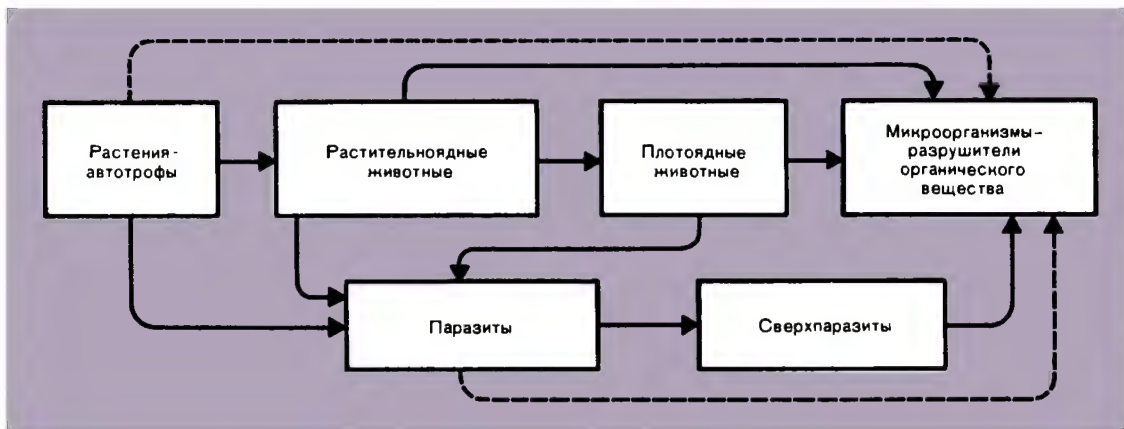 Растения-
автотрофы
Растительноядные
животные
Плотоядные
животные
Микроорганизмы–
разрушители
органического
вещества
Паразиты
Сверхпаразиты